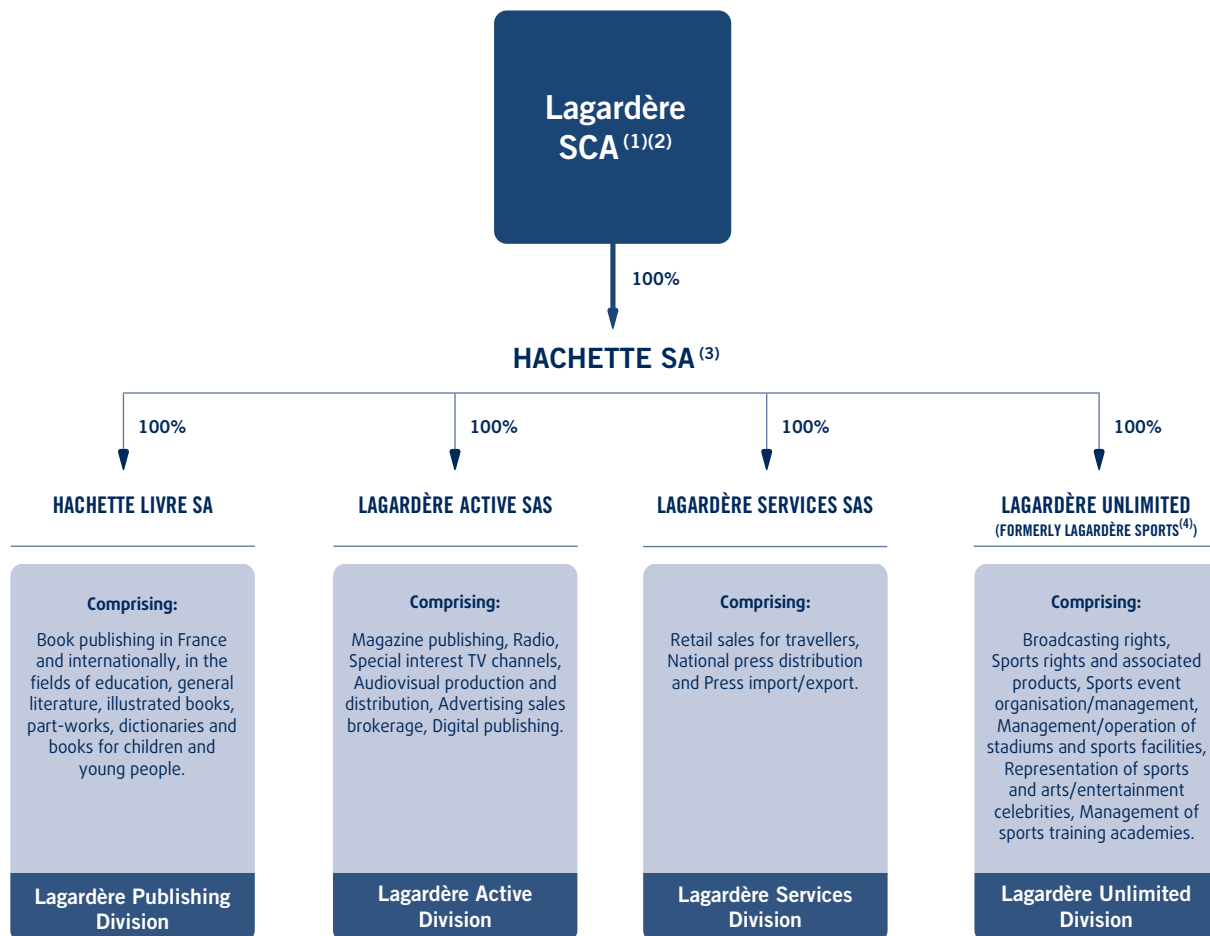 Lagardère
SCA (1)(2)
100%
HACHETTE SA (3)
100%
100%
100%
100%
HACHETTE LIVRE SA
LAGARDÈRE ACTIVE SAS
LAGARDÈRE SERVICES SAS
LAGARDÈRE UNLIMITED
(FORMERLY LAGARDÈRE SPORTS(4))
Comprising:
Book publishing in France
and internationally, in the
fields of education, general
literature, illustrated books,
part-works, dictionaries and
books for children and
young people.
Lagardère Publishing
Division
Comprising:
Magazine publishing, Radio,
Special interest TV channels,
Audiovisual production and
distribution, Advertising sales
brokerage, Digital publishing.
Lagardère Active
Division
Comprising:
Retail sales for travellers,
National press distribution
and Press import/export.
Lagardère Services
Division
Comprising:
Broadcasting rights,
Sports rights and associated
products, Sports event
organisation/management,
Management/operation of
stadiums and sports facilities,
Representation of sports
and arts/entertainment
celebrities, Management of
sports training academies.
Lagardère Unlimited
Division